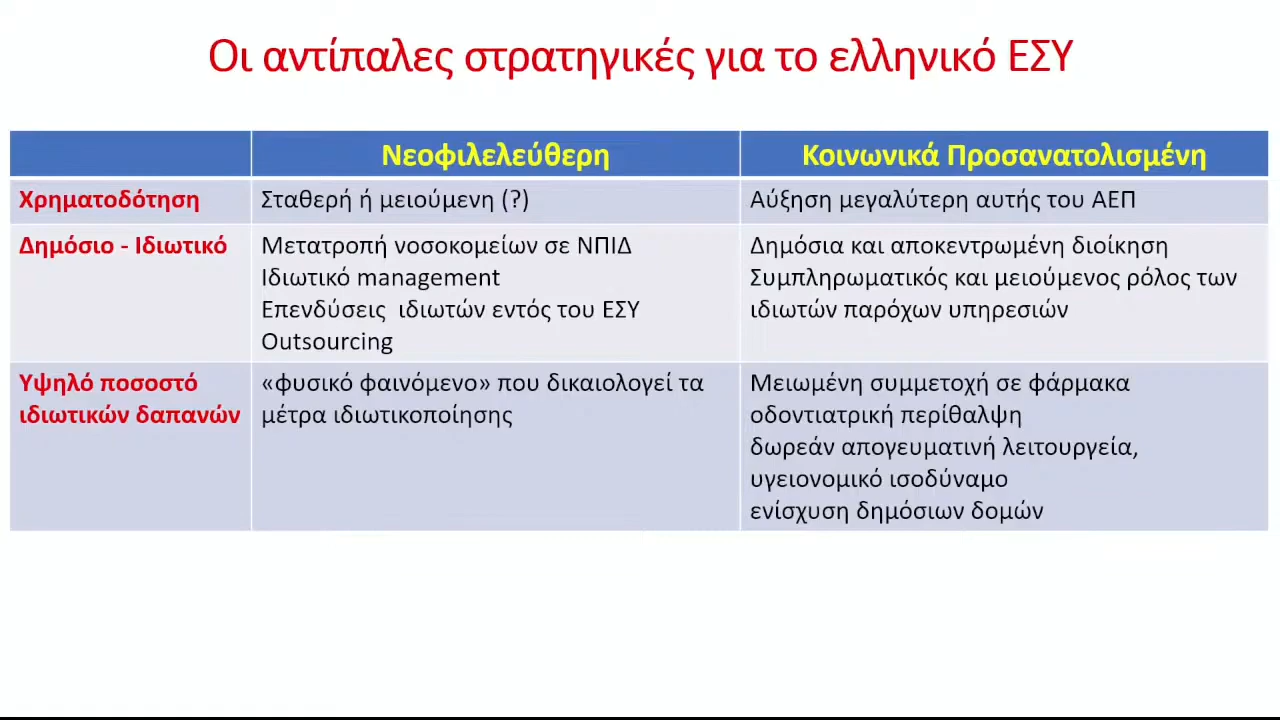 Οι αντίπαλες στρατηγικές για το ελληνικό ΕΣΥ
Νεοφιλελεύθερη
Κοινωνικά Προσανατολισμένη
Χρηματοδότηση
Σταθερή ή μειούμενη (?)
Αύξηση μεγαλύτερη αυτής του ΑΕΠ
Δημόσιο - Ιδιωτικό
Μετατροπή νοσοκομείων σε ΝΠΙΔ
Ιδιωτικό management
Επενδύσεις ιδιωτών εντός του ΕΣΥ
Outsourcing
Δημόσια και αποκεντρωμένη διοίκηση
Συμπληρωματικός και μειούμενος ρόλος των
ιδιωτών παρόχων υπηρεσιών
Υψηλό ποσοστό
ιδιωτικών δαπανών
«φυσικό φαινόμενο» που δικαιολογεί τα
μέτρα ιδιωτικοποίησης
Μειωμένη συμμετοχή σε φάρμακα
οδοντιατρική περίθαλψη
δωρεάν απογευματινή λειτουργεία,
υγειονομικό ισοδύναμο
ενίσχυση δημόσιων δομών